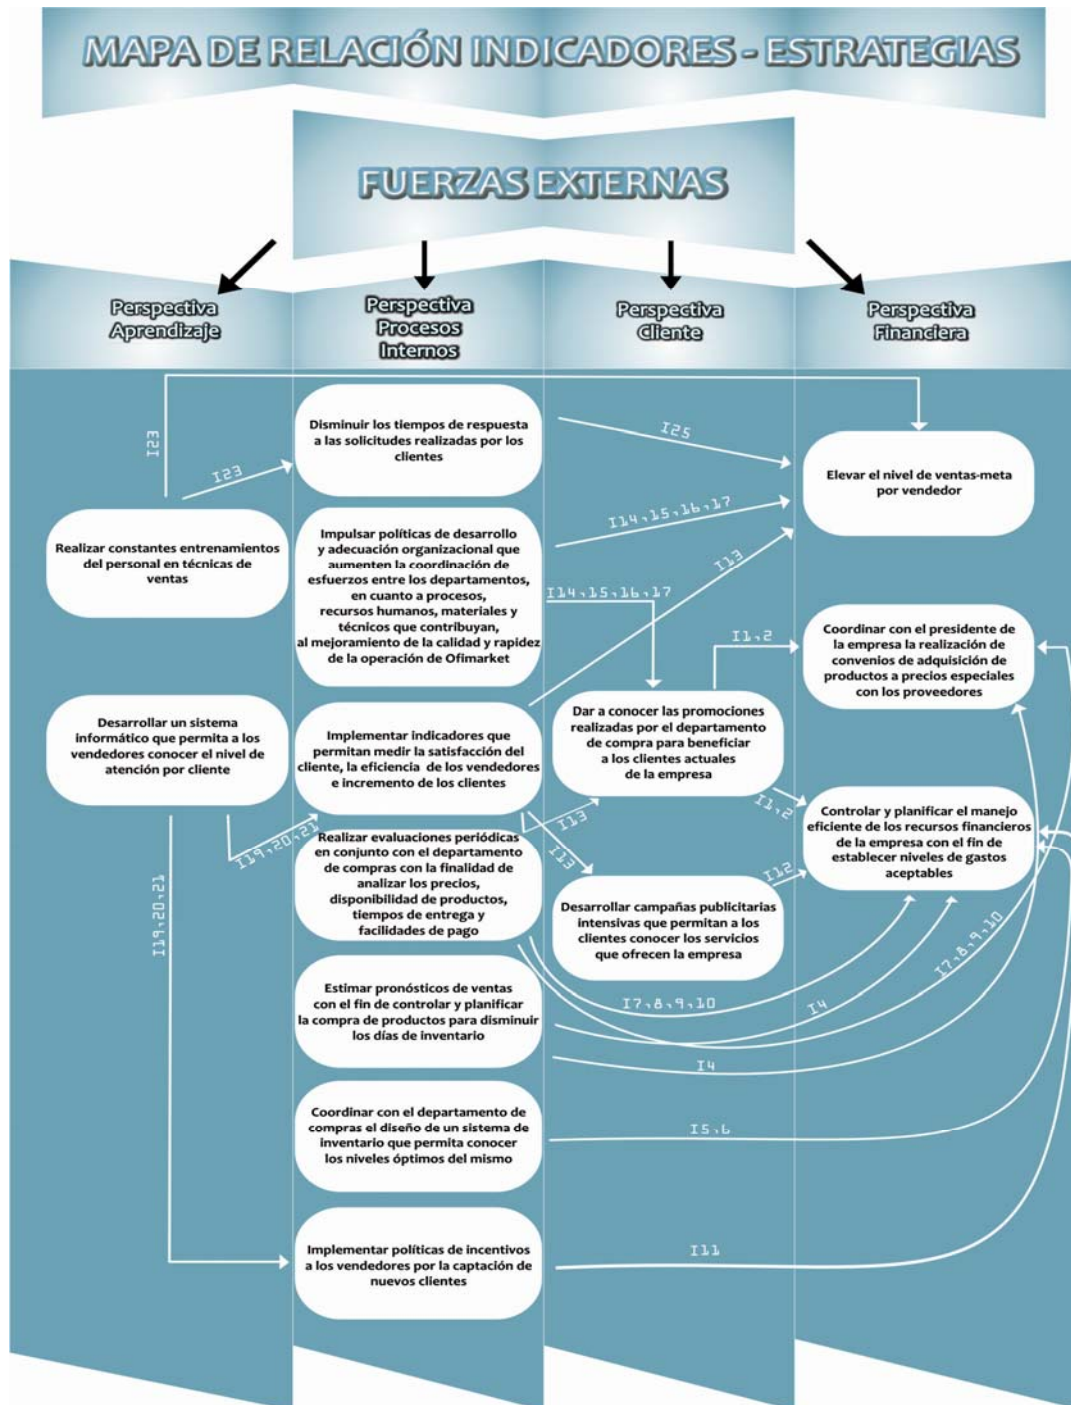 MAPA DE RELACIÓN INDICADORES - ESTRATEGIAS
FUERZAS EXTERNAS
Perspectiva
Aprendizaje
Perspectiva
Procesos
Internos
Perspectiva
Cliente
Perspectiva
Financiera
I23
I23
Realizar constantes entrenamientos
del personal en técnicas de
ventas
Desarrollar un sistema
informático que permita a los
vendedores conocer el nivel de
atención por cliente
I19,20,21
I19,20,21
Disminuir los tiempos de respuesta
a las solicitudes realizadas por los
clientes
Impulsar políticas de desarrollo
y adecuación organizacional que
aumenten la coordinación de
esfuerzos entre los departamentos,
en cuanto a procesos,
recursos humanos, materiales y
técnicos que contribuyan,
al mejoramiento de la calidad y rapidez
de la operación de Ofimarket
Implementar indicadores que
permitan medir la satisfacción del
cliente, la eficiencia de los vendedores
e incremento de los clientes
Realizar evaluaciones periódicas
en conjunto con el departamento
de compras con la finalidad de
analizar los precios,
disponibilidad de productos,
tiempos de entrega y
facilidades de pago
Estimar pronósticos de ventas
con el fin de controlar y planificar
la compra de productos para disminuir
los días de inventario
Coordinar con el departamento de
compras el diseño de un sistema de
inventario que permita conocer
los niveles óptimos del mismo
Implementar políticas de incentivos
a los vendedores por la captación de
nuevos clientes
I25
I14,15,16,17
I13
I14,15,16,17
I1,2
Dar a conocer las promociones
realizadas por el departamento
de compra para beneficiar
a los clientes actuales
de la empresa
I1,2
I13
I13
I12
Desarrollar campañas publicitarias
intensivas que permitan a los
clientes conocer los servicios
que ofrecen la empresa
I7,8,9,10
I4
I7,8,9,10
I4
I5,6
I11
Elevar el nivel de ventas-meta
por vendedor
Coordinar con el presidente de
la empresa la realización de
convenios de adquisición de
productos a precios especiales
con los proveedores
Controlar y planificar el manejo
eficiente de los recursos financieros
de la empresa con el fin de
establecer niveles de gastos
aceptables